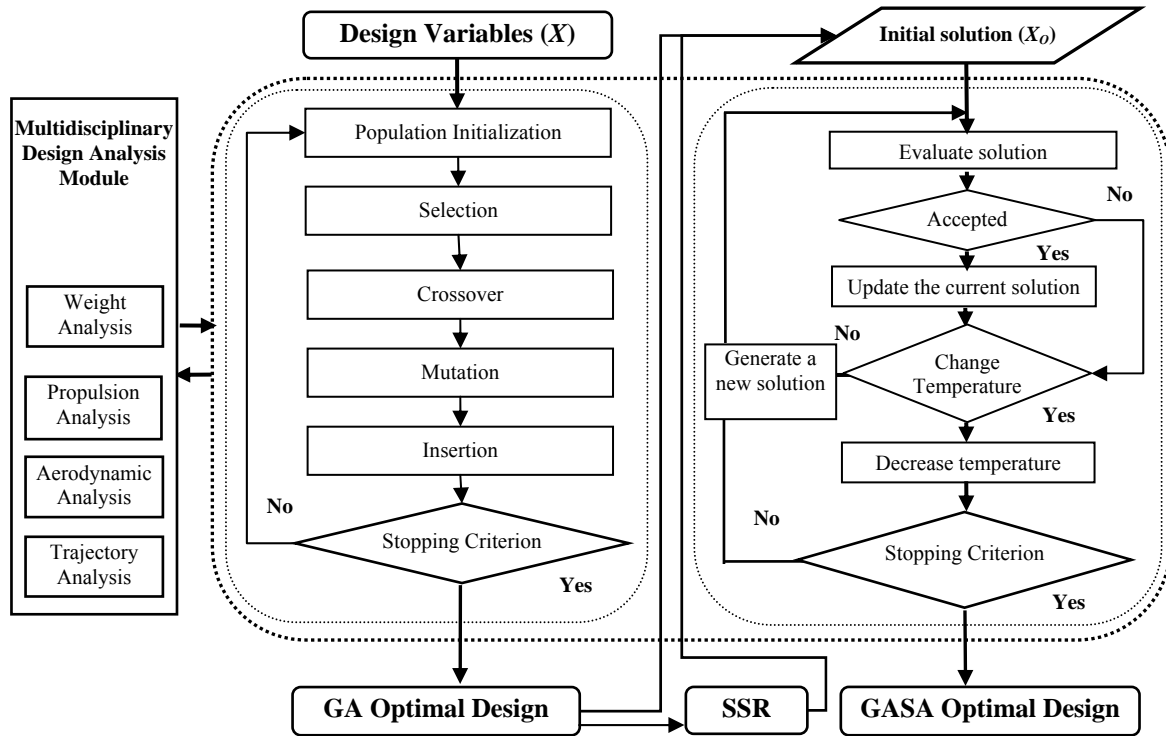 Design Variables (X)
Initial solution (X_O)
Multidisciplinary
Design Analysis
Module
Weight
Analysis
Propulsion
Analysis
Aerodynamic
Analysis
Trajectory
Analysis
Population Initialization
Selection
Crossover
Mutation
Insertion
No
Stopping Criterion
Yes
GA Optimal Design
SSR
Evaluate solution
No
Accepted
Yes
Update the current solution
No
Generate a
new solution
Change
Temperature
Yes
Decrease temperature
No
Stopping Criterion
Yes
GASA Optimal Design